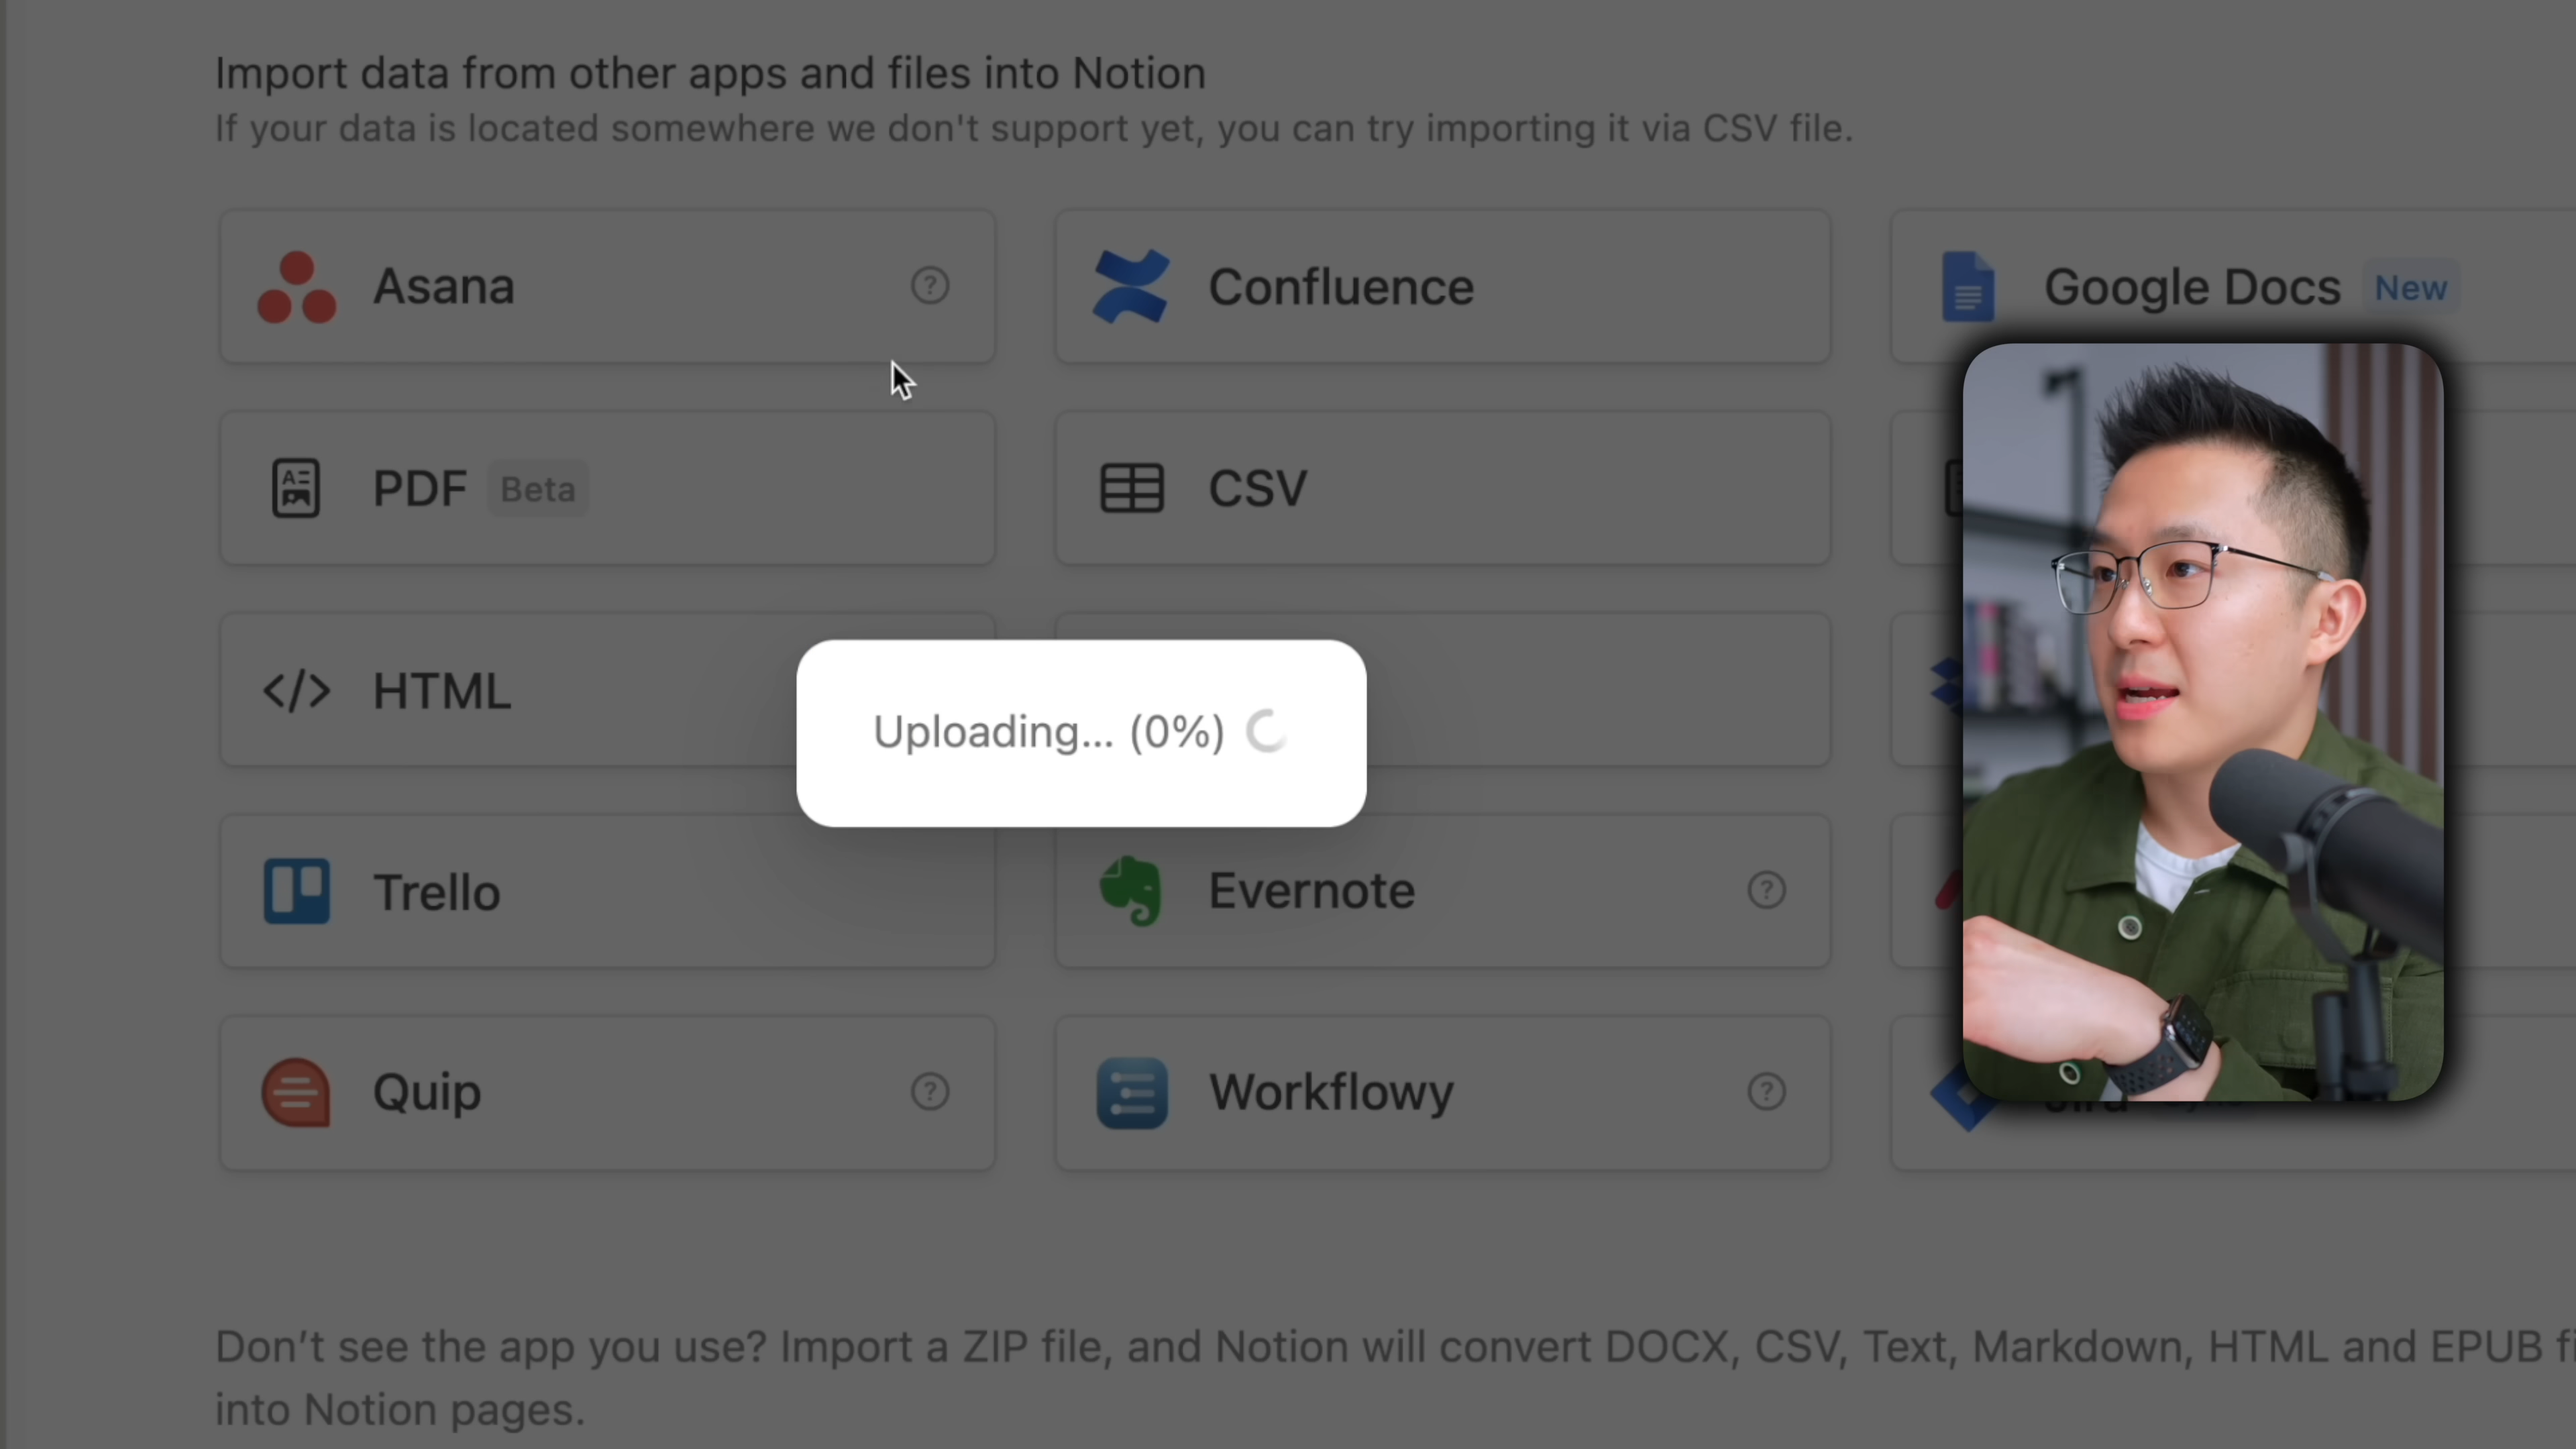 Import data from other apps and files into Notion
If your data is located somewhere we don't support yet, you can try importing it via CSV file.
Asana
Confluence
Google Docs New
PDF Beta
CSV
HTML
Uploading... (0%)
Trello
Evernote
Quip
Workflowy
Don't see the app you use? Import a ZIP file, and Notion will convert DOCX, CSV, Text, Markdown, HTML and EPUB
into Notion pages.